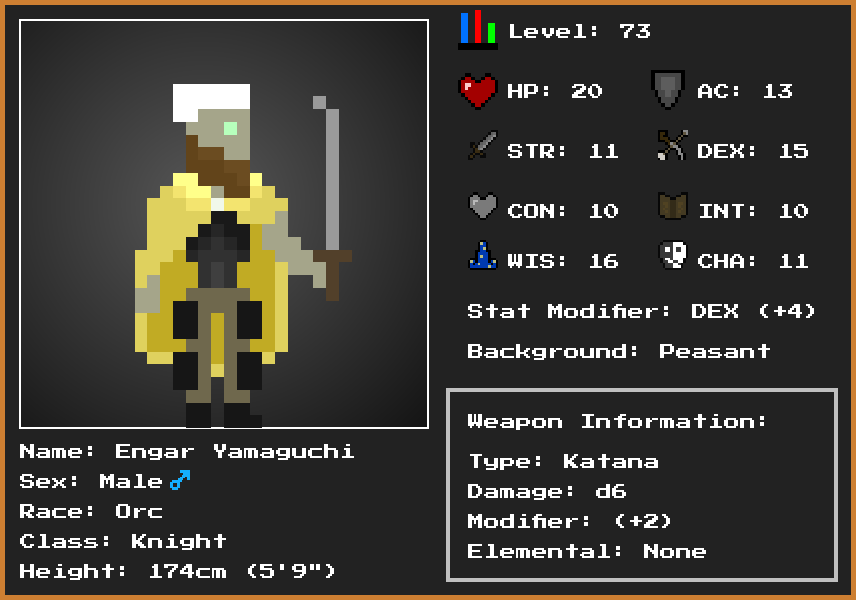 Level: 73
HP: 20 AC: 13
STR: 11 DEX: 15
CON: 10 INT: 10
WIS: 16 CHA: 11
Stat Modifier: DEX (+4)
Background: Peasant
Weapon Information:
Type: Katana
Damage: d6
Modifier: (+2)
Elemental: None
Name: Engar Yamaguchi
Sex: Male♂
Race: Orc
Class: Knight
Height: 174cm (5'9")